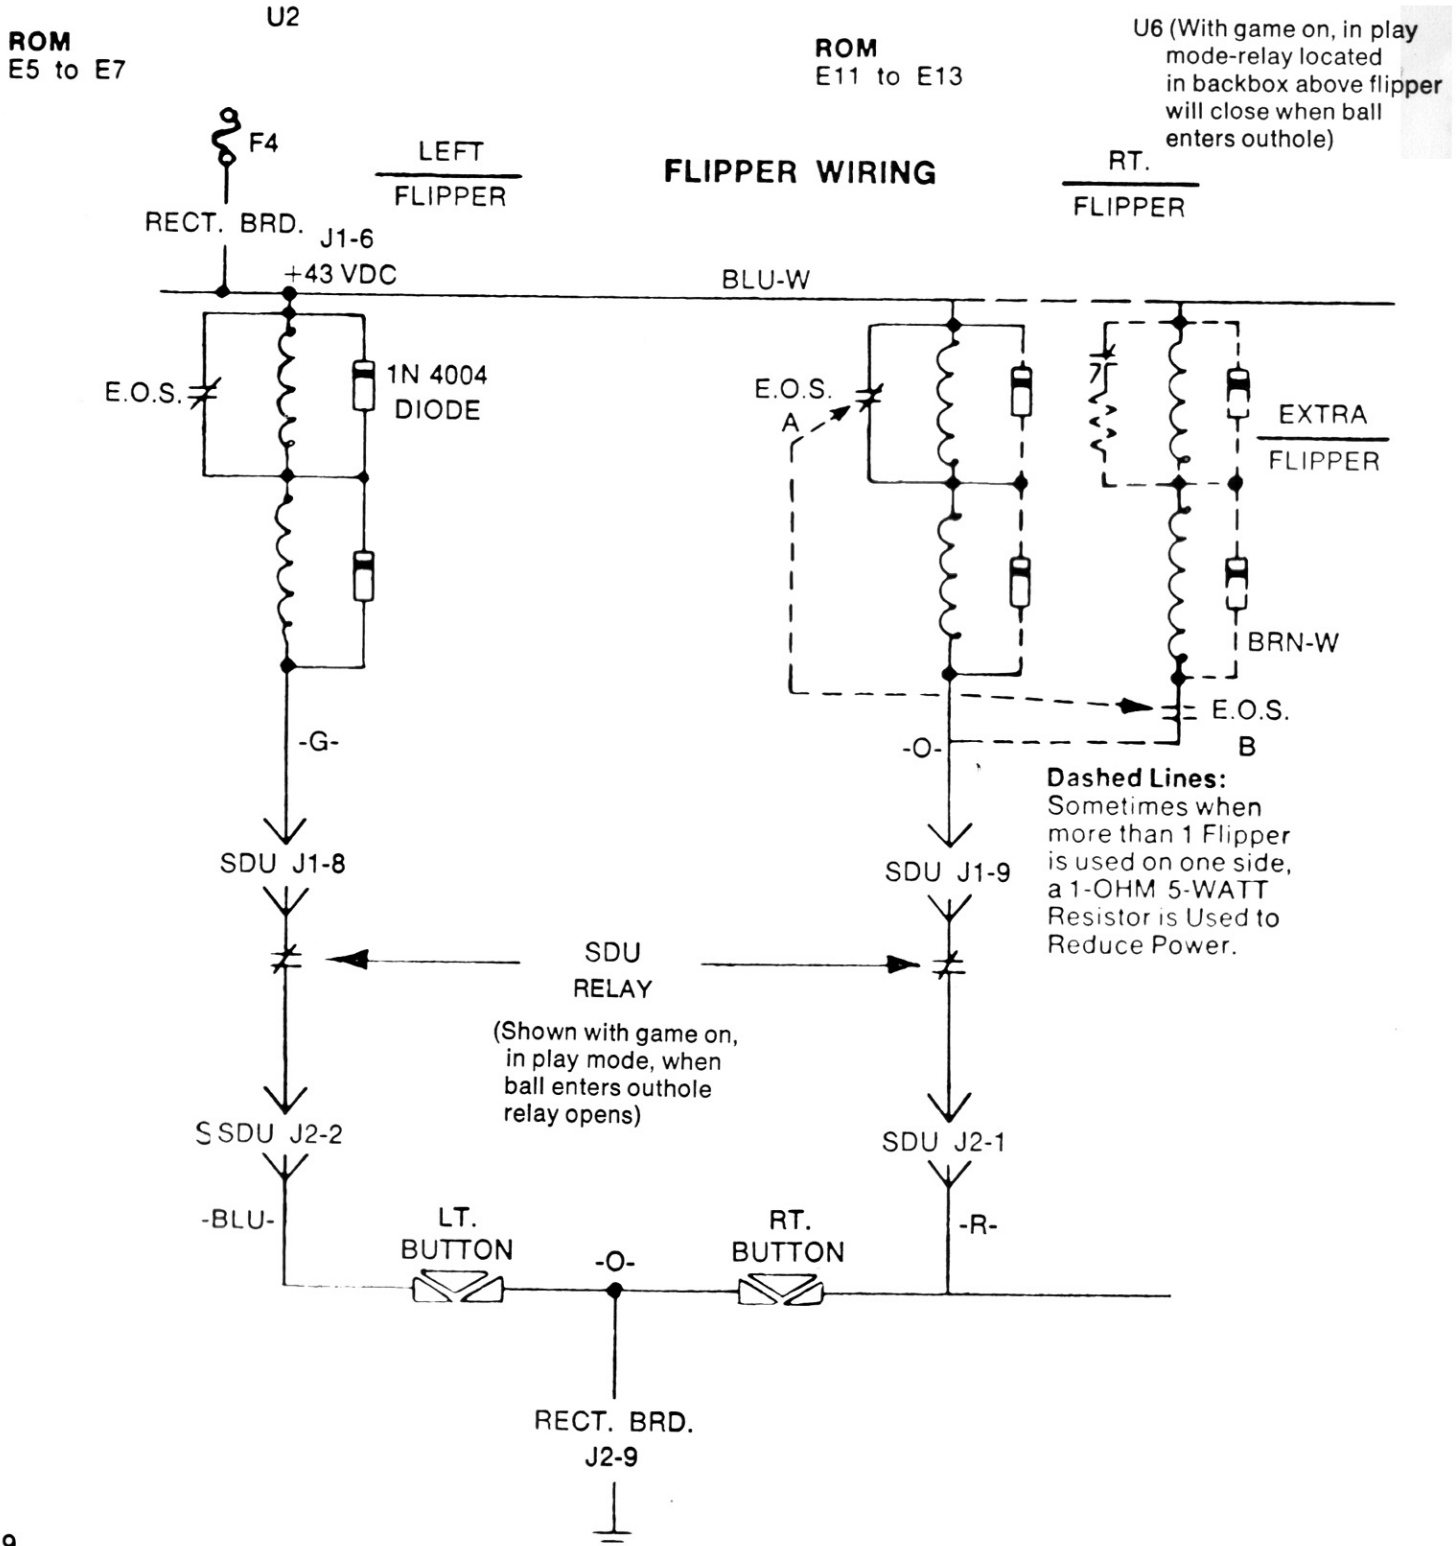 U2
ROM
E5 to E7
ROM
E11 to E13
U6 (With game on, in play
mode-relay located
in backbox above flipper
will close when ball
enters outhole)
F4
LEFT
FLIPPER
FLIPPER WIRING
RT.
FLIPPER
RECT. BRD.
J1-6
+43 VDC
BLU-W
E.O.S.
1N 4004
DIODE
E.O.S.
A
EXTRA
FLIPPER
BRN-W
E.O.S.
B
-G-
-O-
Dashed Lines:
Sometimes when
more than 1 Flipper
is used on one side,
a 1-OHM 5-WATT
Resistor is Used to
Reduce Power.
SDU J1-8
SDU J1-9
SDU
RELAY
(Shown with game on,
in play mode, when
ball enters outhole
relay opens)
SSDU J2-2
SDU J2-1
-BLU-
LT.
BUTTON
-O-
RT.
BUTTON
-R-
RECT. BRD.
J2-9
9